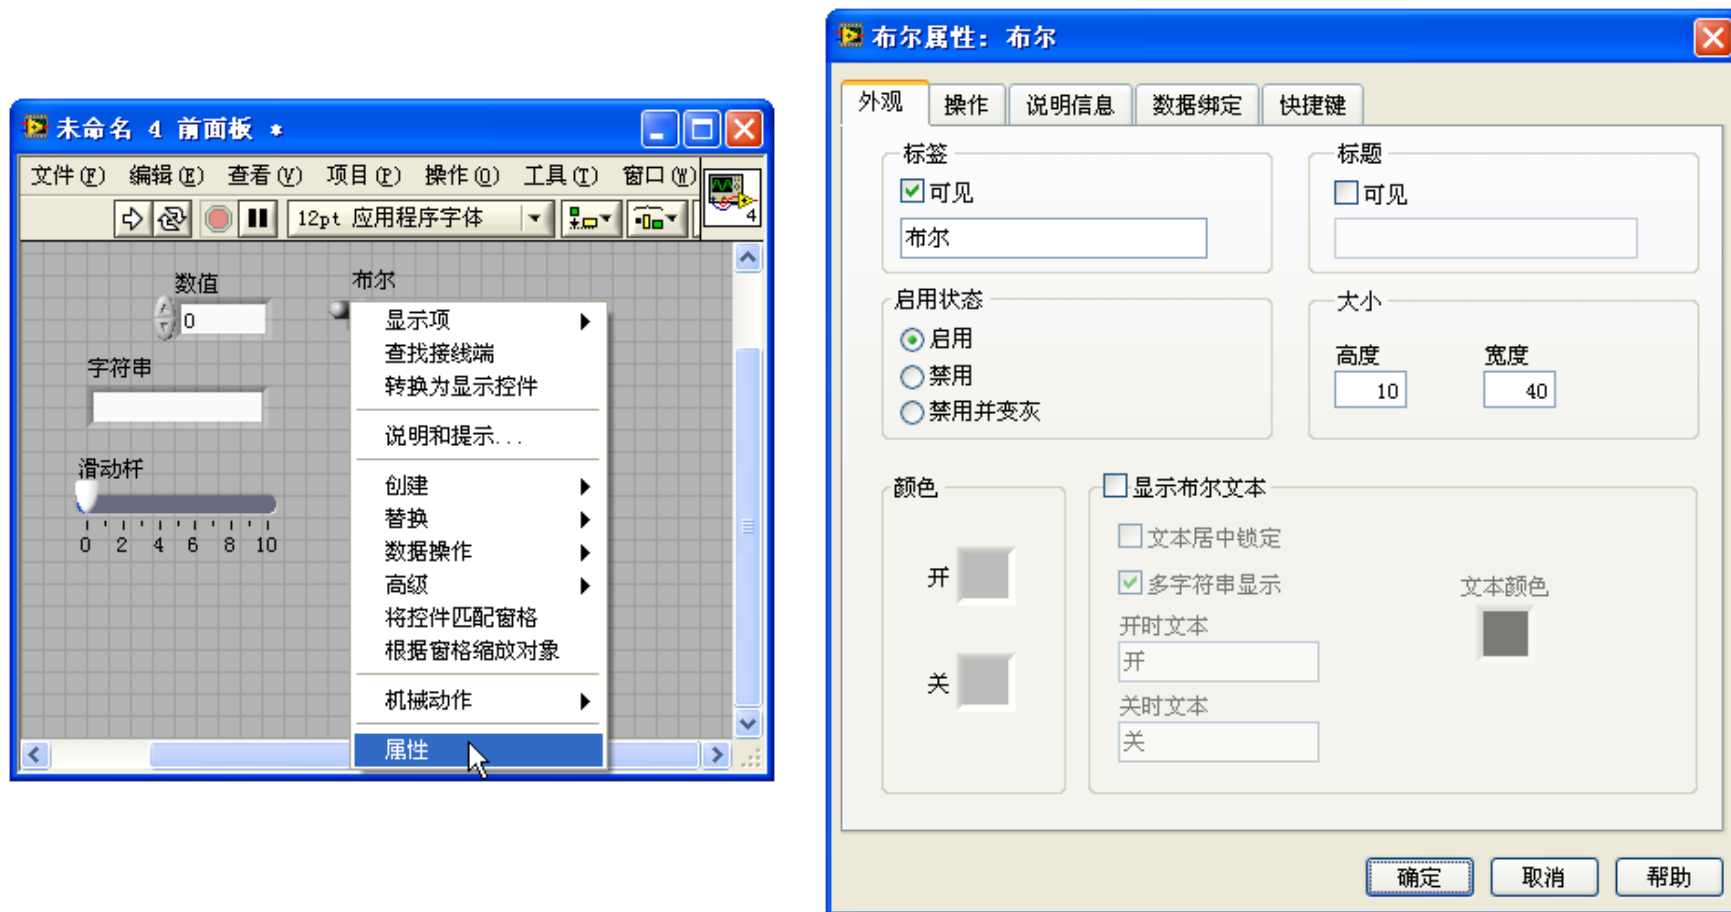 未命名 4 前面板 *
文件(F) 编辑(E) 查看(V) 项目(P) 操作(O) 工具(T) 窗口(W)
12pt 应用程序字体
4
数值
0
布尔
字符串
滑动杆
0 2 4 6 8 10
显示项
查找接线端
转换为显示控件
说明和提示...
创建
替换
数据操作
高级
将控件匹配窗格
根据窗格缩放对象
机械动作
属性
布尔属性: 布尔
外观 操作 说明信息 数据绑定 快捷键
标签
可见
布尔
标题
可见
启用状态
启用
禁用
禁用并变灰
大小
高度 宽度
10 40
颜色
开
关
显示布尔文本
文本居中锁定
多字符串显示
开时文本
开
关时文本
关
文本颜色
确定 取消 帮助